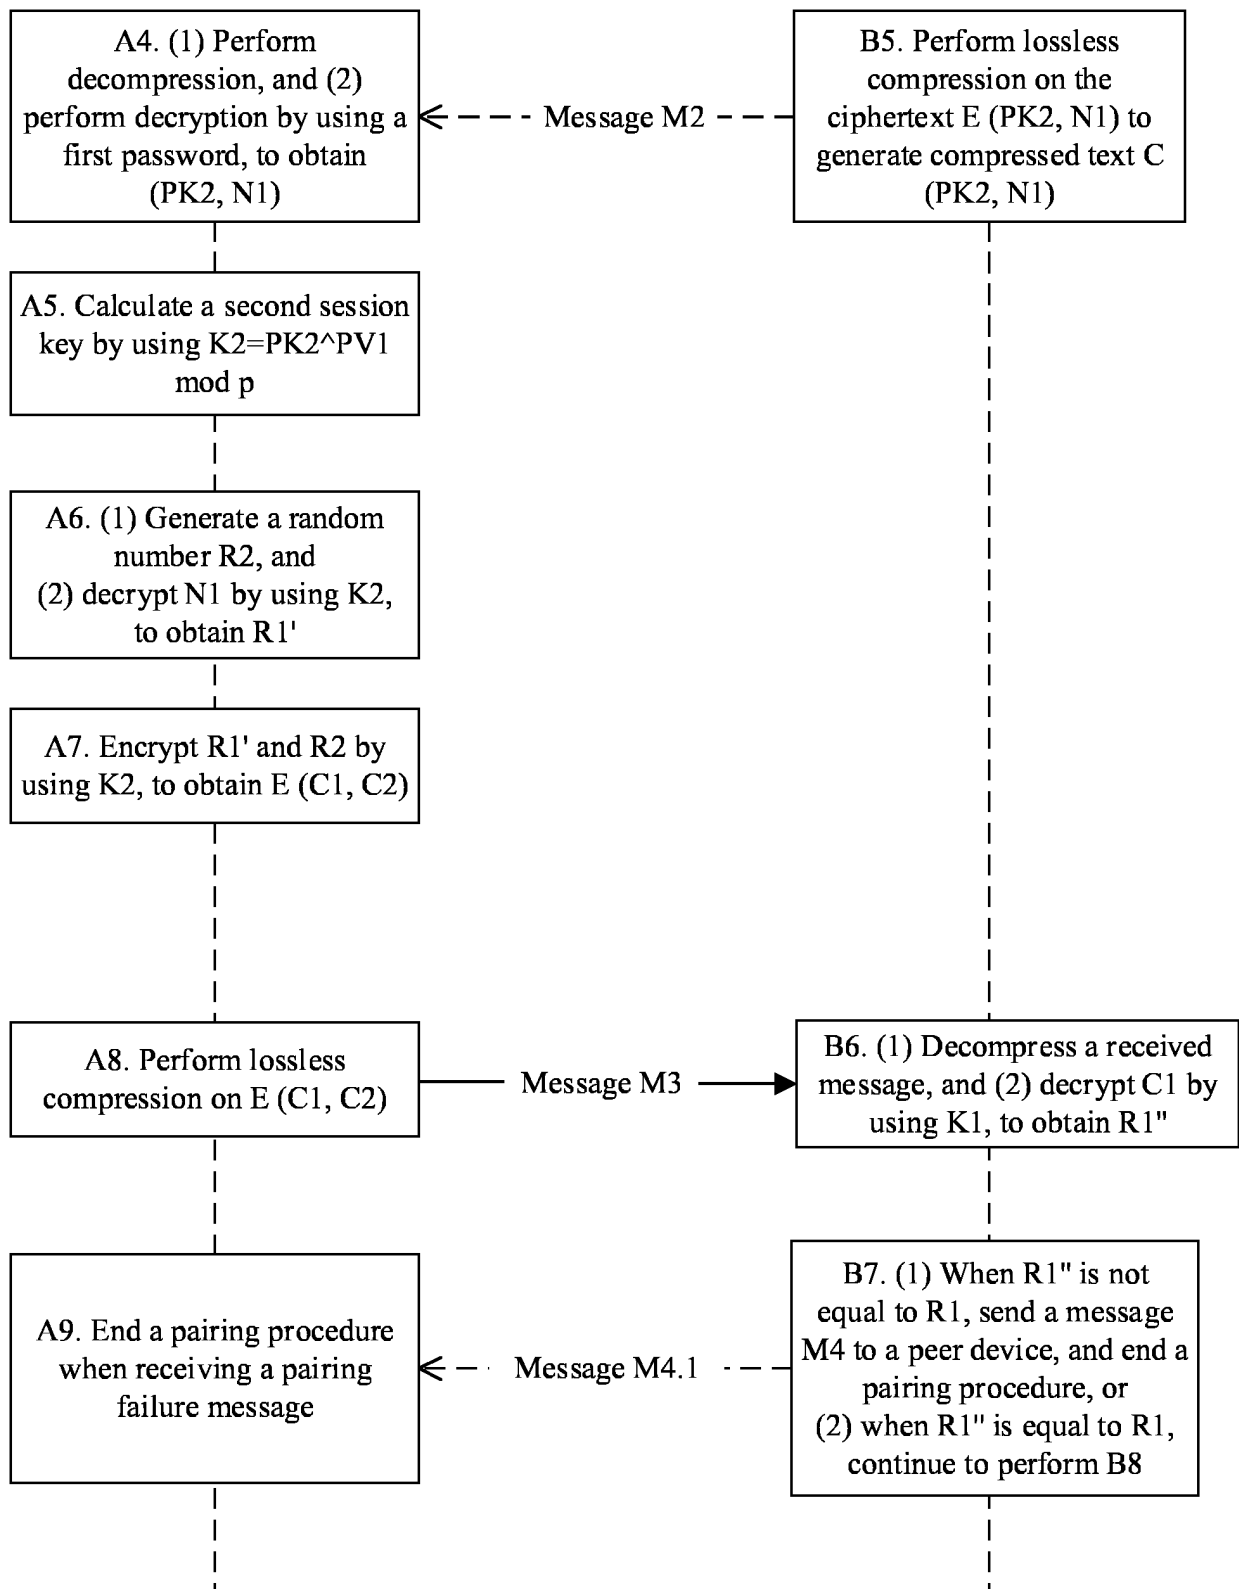 A4. (1) Perform
decompression, and (2)
perform decryption by using a
first password, to obtain
(PK2, N1)
Message M2
B5. Perform lossless
compression on the
ciphertext E (PK2, N1) to
generate compressed text C
(PK2, N1)
A5. Calculate a second session
key by using K2=PK2^PV1
mod p
A6. (1) Generate a random
number R2, and
(2) decrypt N1 by using K2,
to obtain R1'
A7. Encrypt R1' and R2 by
using K2, to obtain E (C1, C2)
A8. Perform lossless
compression on E (C1, C2)
Message M3
B6. (1) Decompress a received
message, and (2) decrypt C1 by
using K1, to obtain R1"
A9. End a pairing procedure
when receiving a pairing
failure message
Message M4.1
B7. (1) When R1" is not
equal to R1, send a message
M4 to a peer device, and end a
pairing procedure, or
(2) when R1" is equal to R1,
continue to perform B8